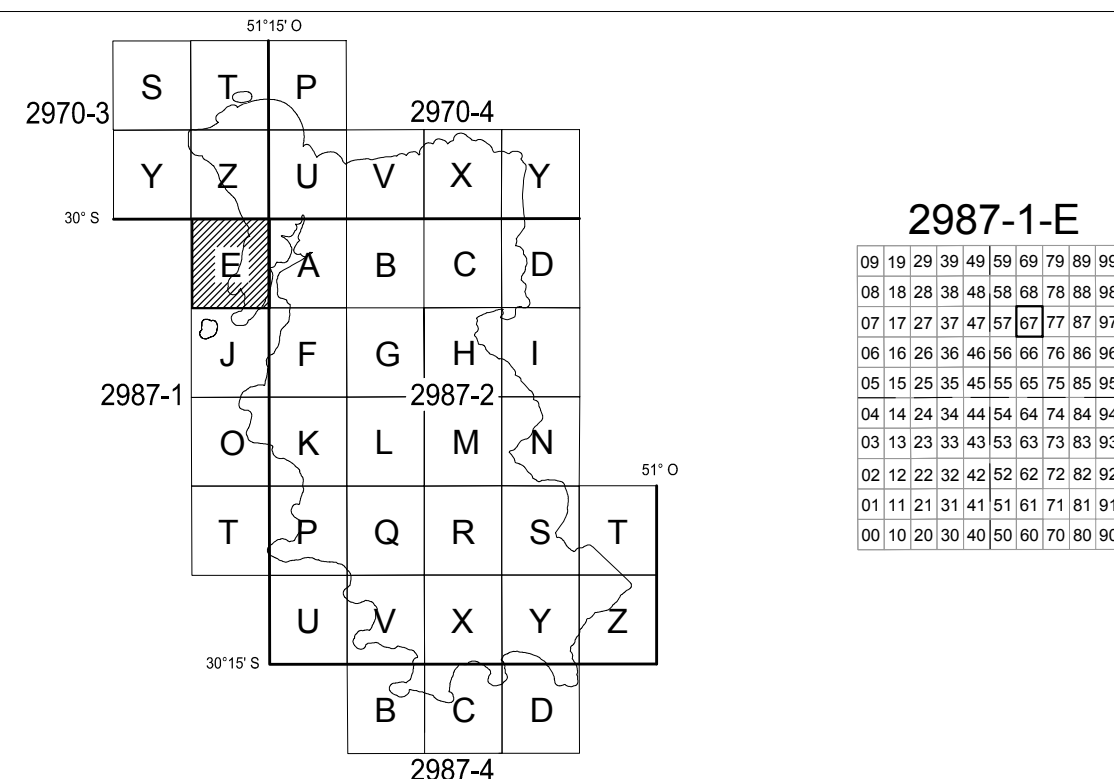 51°15' O
S T P
2970-3 2970-4
Y Z U V X Y
30° S
E A B C D
J F G H I
2987-1 2987-2
O K L M N
51° O
T P Q R S T
U V X Y Z
30°15' S
B C D
2987-4
2987-1-E
09 19 29 39 49 59 69 79 89 99
08 18 28 38 48 58 68 78 88 98
07 17 27 37 47 57 67 77 87 97
06 16 26 36 46 56 66 76 86 96
05 15 25 35 45 55 65 75 85 95
04 14 24 34 44 54 64 74 84 94
03 13 23 33 43 53 63 73 83 93
02 12 22 32 42 52 62 72 82 92
01 11 21 31 41 51 61 71 81 91
00 10 20 30 40 50 60 70 80 90